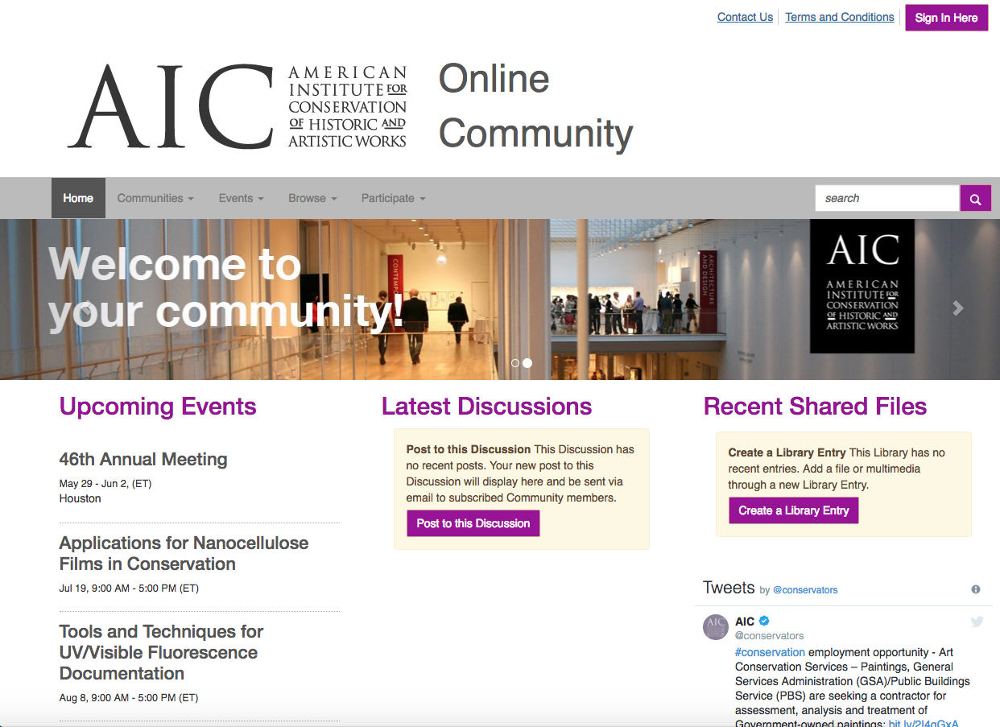 Contact Us
Terms and Conditions
Sign In Here
AIC
AMERICAN
INSTITUTE FOR
CONSERVATION
OF HISTORIC AND
ARTISTIC WORKS
Online
Community
Home
Communities
Events
Browse
Participate
search
Welcome to
your community!
CONTEMP
ARCHITECTURE
AND DESIGN
AIC
AMERICAN
INSTITUTE FOR
CONSERVATION
OF HISTORIC AND
ARTISTIC WORKS
Upcoming Events
46th Annual Meeting
May 29 - Jun 2, (ET)
Houston
Applications for Nanocellulose
Films in Conservation
Jul 19, 9:00 AM - 5:00 PM (ET)
Tools and Techniques for
UV/Visible Fluorescence
Documentation
Aug 8, 9:00 AM - 5:00 PM (ET)
Latest Discussions
Post to this Discussion This Discussion has
no recent posts. Your new post to this
Discussion will display here and be sent via
email to subscribed Community members.
Post to this Discussion
Recent Shared Files
Create a Library Entry This Library has no
recent entries. Add a file or multimedia
through a new Library Entry.
Create a Library Entry
Tweets by @conservators
AIC
AIC
@conservators
#conservation employment opportunity - Art
Conservation Services – Paintings, General
Services Administration (GSA)/Public Buildings
Service (PBS) are seeking a contractor for
assessment, analysis and treatment of
Government-owned paintings: